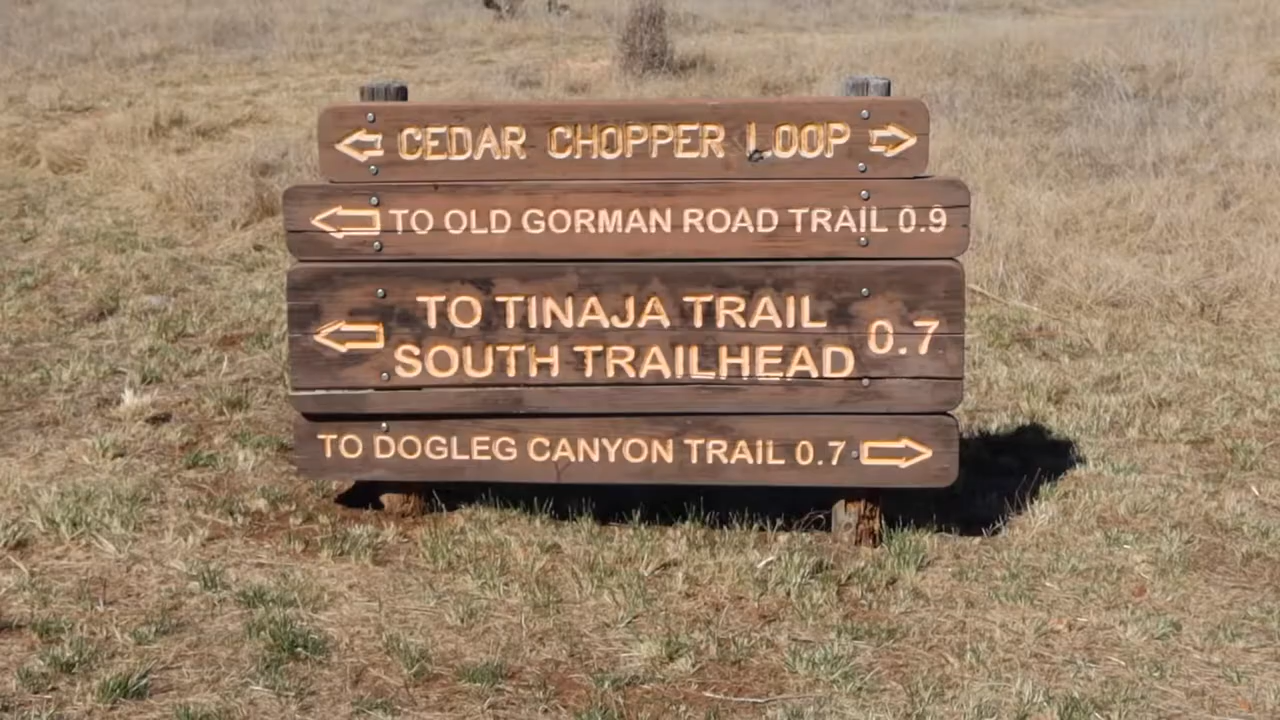 CEDAR CHOPPER LOOP
TO OLD GORMAN ROAD TRAIL 0.9
TO TINAJA TRAIL
SOUTH TRAILHEAD 0.7
TO DOGLEG CANYON TRAIL 0.7